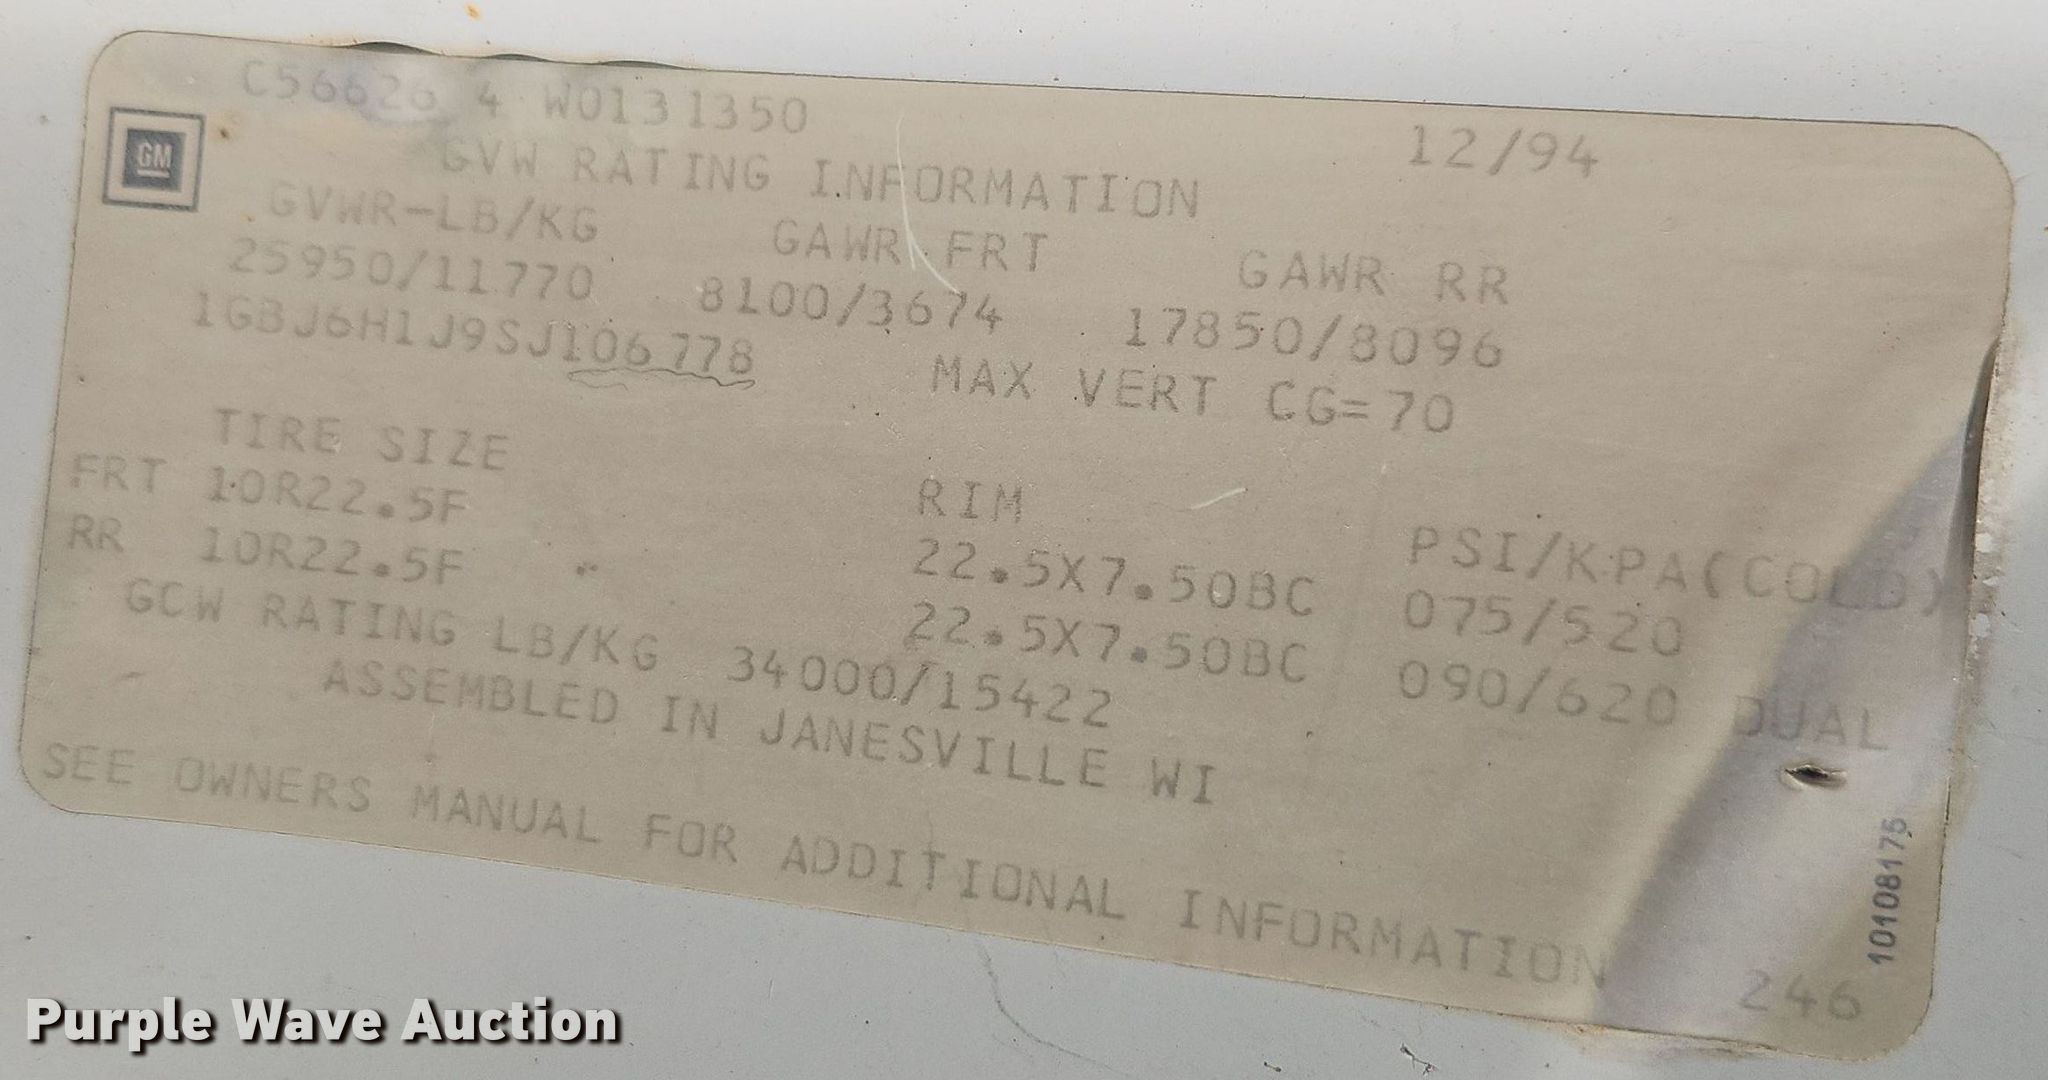 C56626 4 W0131350 12/94
GM
GVW RATING INFORMATION
GVWR-LB/KG GAWR FRT GAWR RR
25950/11770 8100/3674 17850/8096
1GBJ6H1J9SJ106778 MAX VERT CG=70
TIRE SIZE RIM PSI/KPA(COLD)
FRT 10R22.5F 22.5X7.50BC 075/520
RR 10R22.5F 22.5X7.50BC 090/620 DUAL
GCW RATING LB/KG 34000/15422
ASSEMBLED IN JANESVILLE WI
SEE OWNERS MANUAL FOR ADDITIONAL INFORMATION
246
10108175
Purple Wave Auction